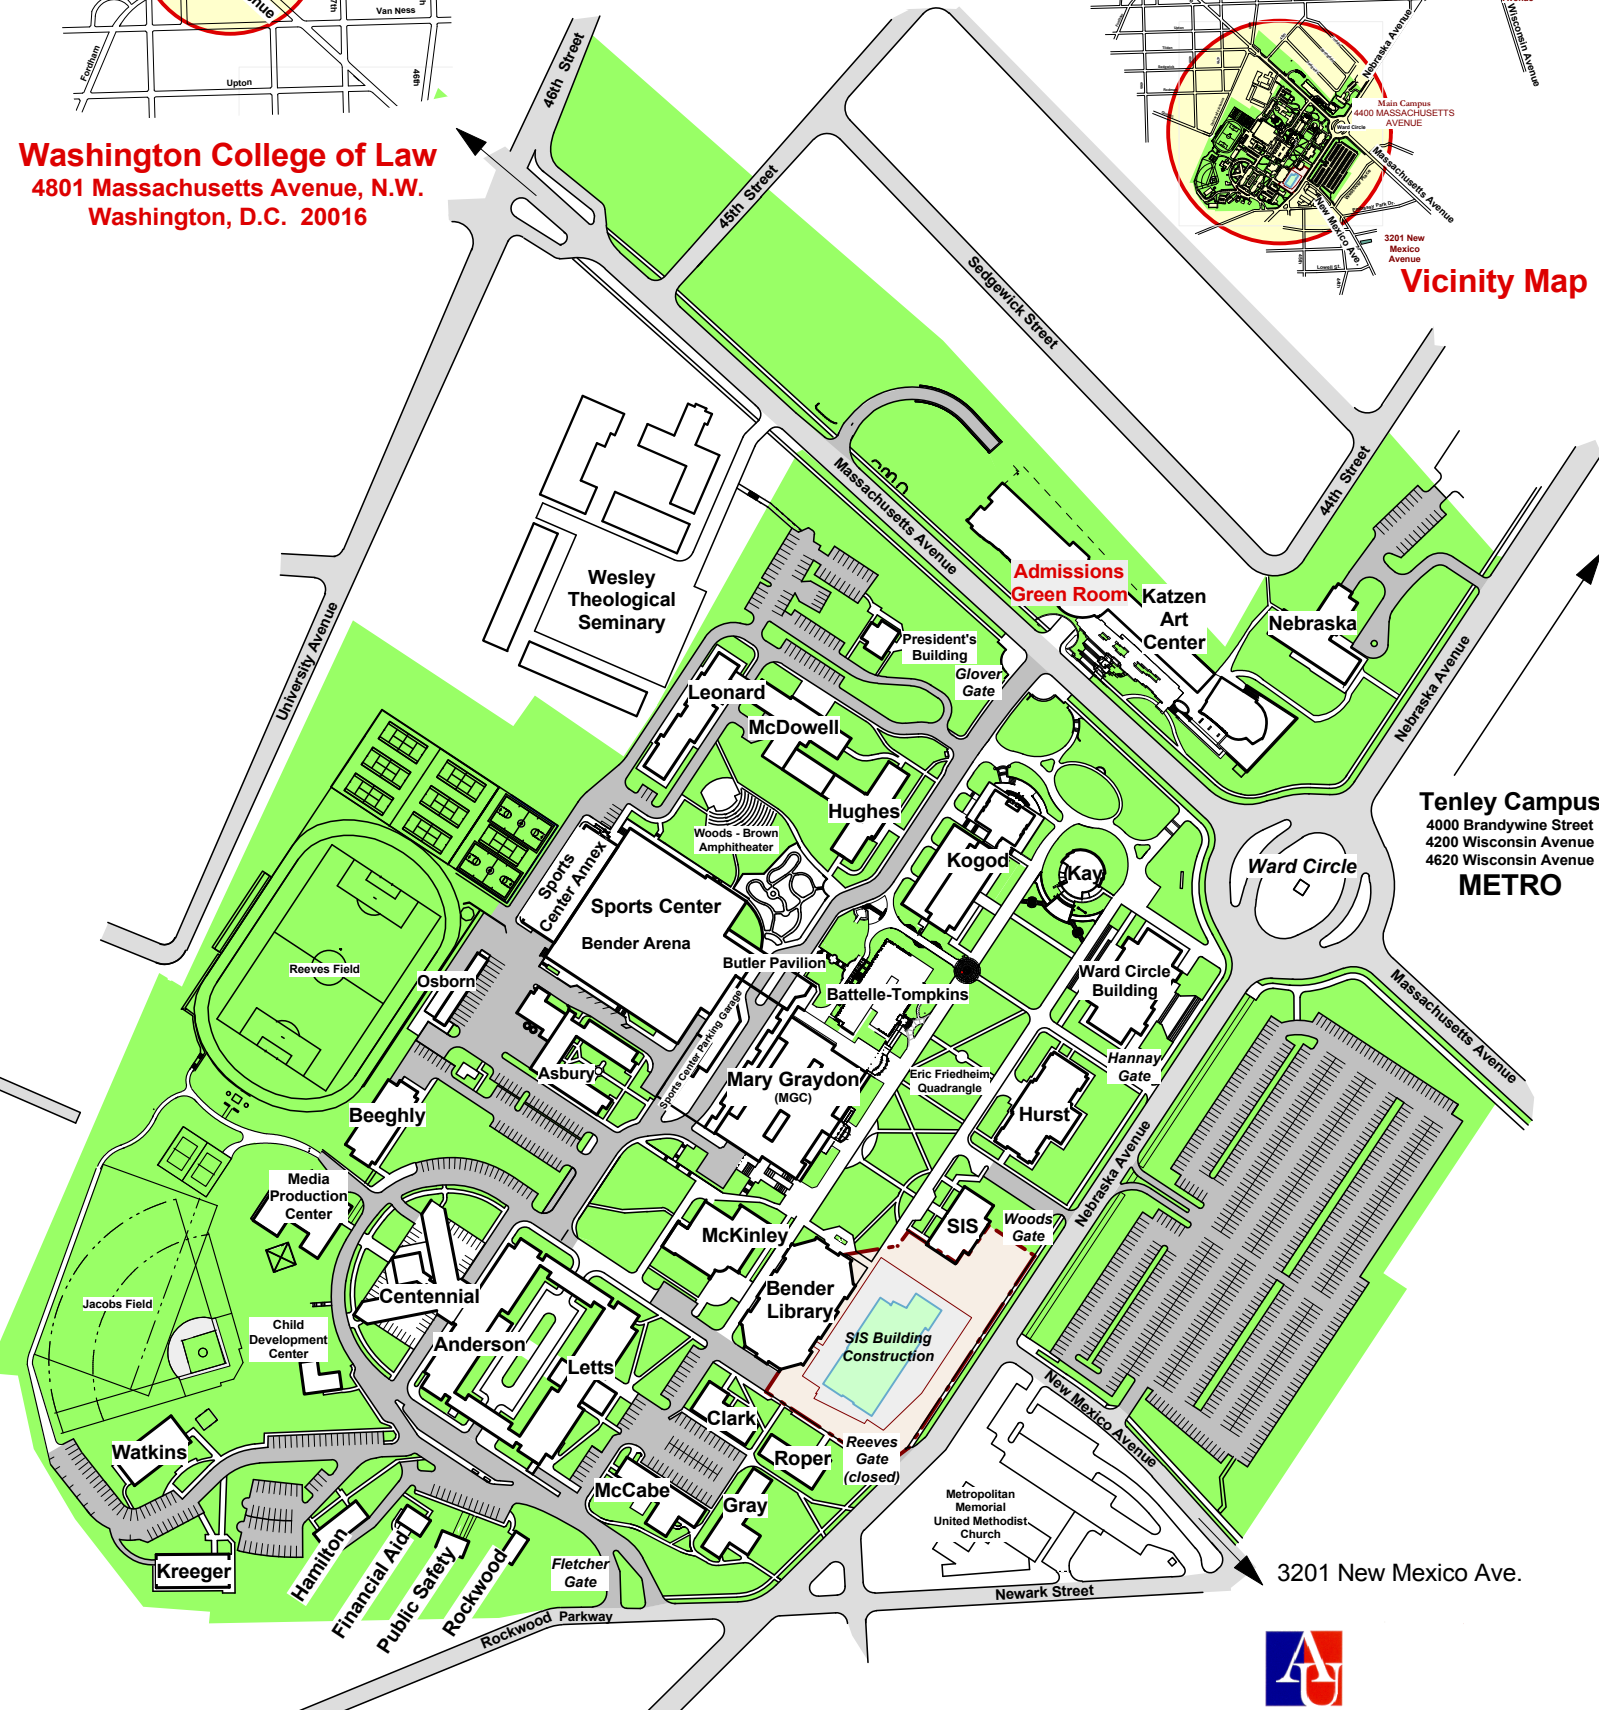 Van Ness
Fordham
Upton
46th
46th Street
Washington College of Law
4801 Massachusetts Avenue, N.W.
Washington, D.C. 20016
45th Street
Sedgewick Street
Nebraska Avenue
Wisconsin Avenue
Main Campus
4400 MASSACHUSETTS
AVENUE
Ward Circle
Massachusetts Avenue
New Mexico Ave.
3201 New
Mexico
Avenue
Lowell St.
Vicinity Map
44th Street
Massachusetts Avenue
Admissions
Green Room
Katzen
Art
Center
Nebraska
Nebraska Avenue
Wesley
Theological
Seminary
University Avenue
President's
Building
Glover
Gate
Leonard
McDowell
Hughes
Woods - Brown
Amphitheater
Kogod
Kay
Ward Circle
Tenley Campus
4000 Brandywine Street
4200 Wisconsin Avenue
4620 Wisconsin Avenue
METRO
Sports
Center Annex
Sports Center
Bender Arena
Butler Pavilion
Battelle-Tompkins
Ward Circle
Building
Massachusetts Avenue
Reeves Field
Osborn
Sports Center Parking Garage
Asbury
Mary Graydon
(MGC)
Eric Friedheim
Quadrangle
Hannay
Gate
Hurst
Beeghly
Nebraska Avenue
Media
Production
Center
McKinley
SIS
Woods
Gate
Jacobs Field
Centennial
Bender
Library
Child
Development
Center
Anderson
Letts
SIS Building
Construction
New Mexico Avenue
Clark
Roper
Reeves
Gate
(closed)
Watkins
McCabe
Gray
Metropolitan
Memorial
United Methodist
Church
Kreeger
Hamilton
Financial Aid
Public Safety
Rockwood
Fletcher
Gate
Newark Street
3201 New Mexico Ave.
Rockwood Parkway
AU